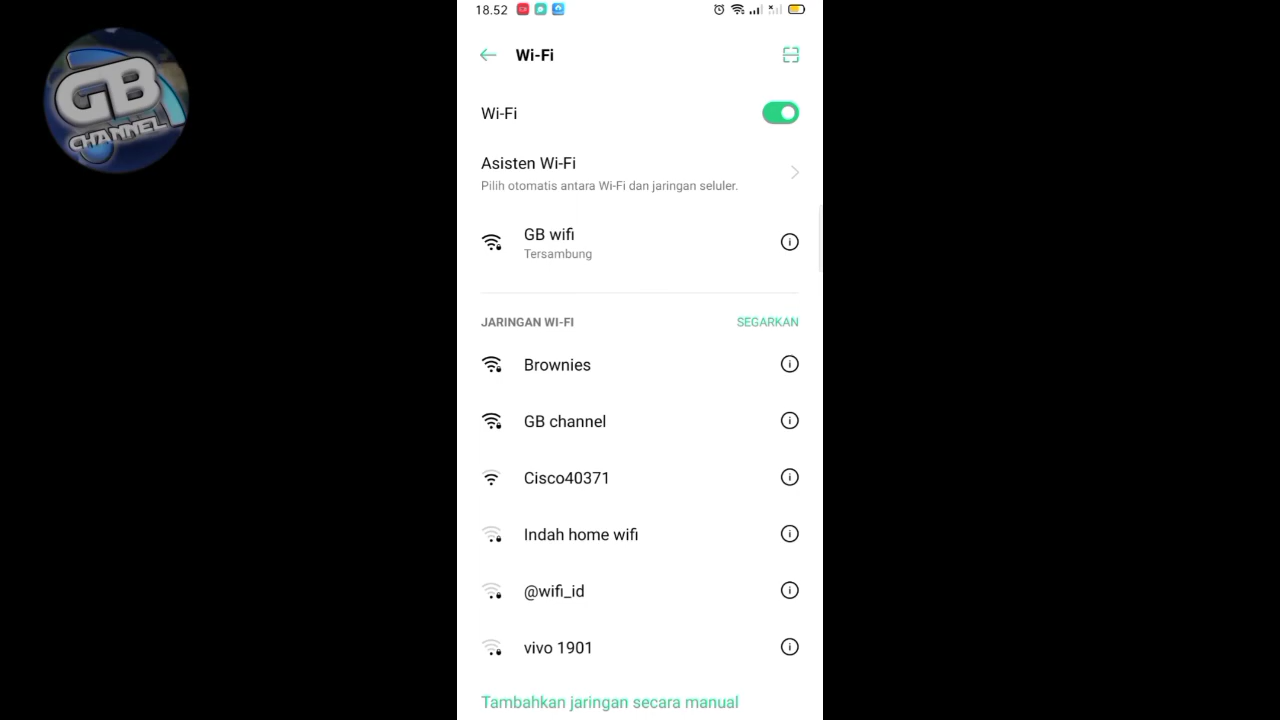 GB
CHANNEL
18.52
Wi-Fi
Wi-Fi
Asisten Wi-Fi
Pilih otomatis antara Wi-Fi dan jaringan seluler.
GB wifi
Tersambung
JARINGAN WI-FI SEGARKAN
Brownies
GB channel
Cisco40371
Indah home wifi
@wifi_id
vivo 1901
Tambahkan jaringan secara manual